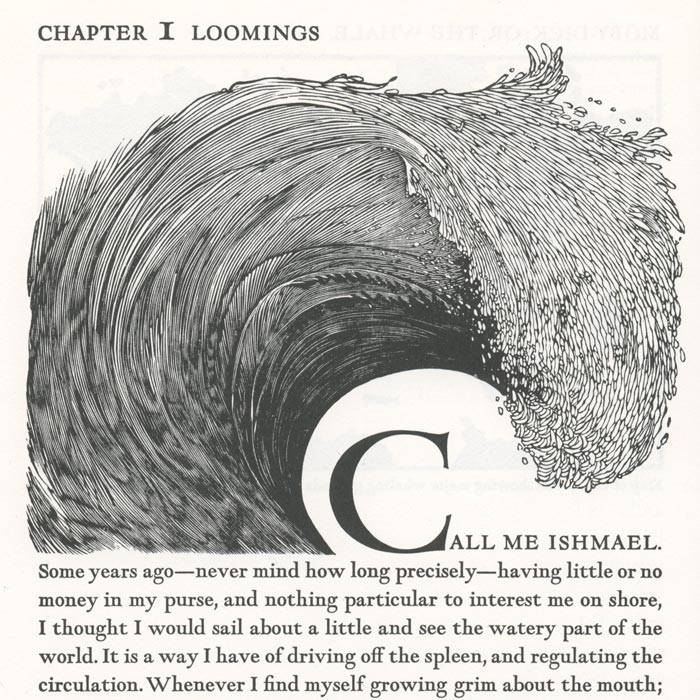 CHAPTER I LOOMINGS
CALL ME ISHMAEL.
Some years ago—never mind how long precisely—having little or no
money in my purse, and nothing particular to interest me on shore,
I thought I would sail about a little and see the watery part of the
world. It is a way I have of driving off the spleen, and regulating the
circulation. Whenever I find myself growing grim about the mouth;